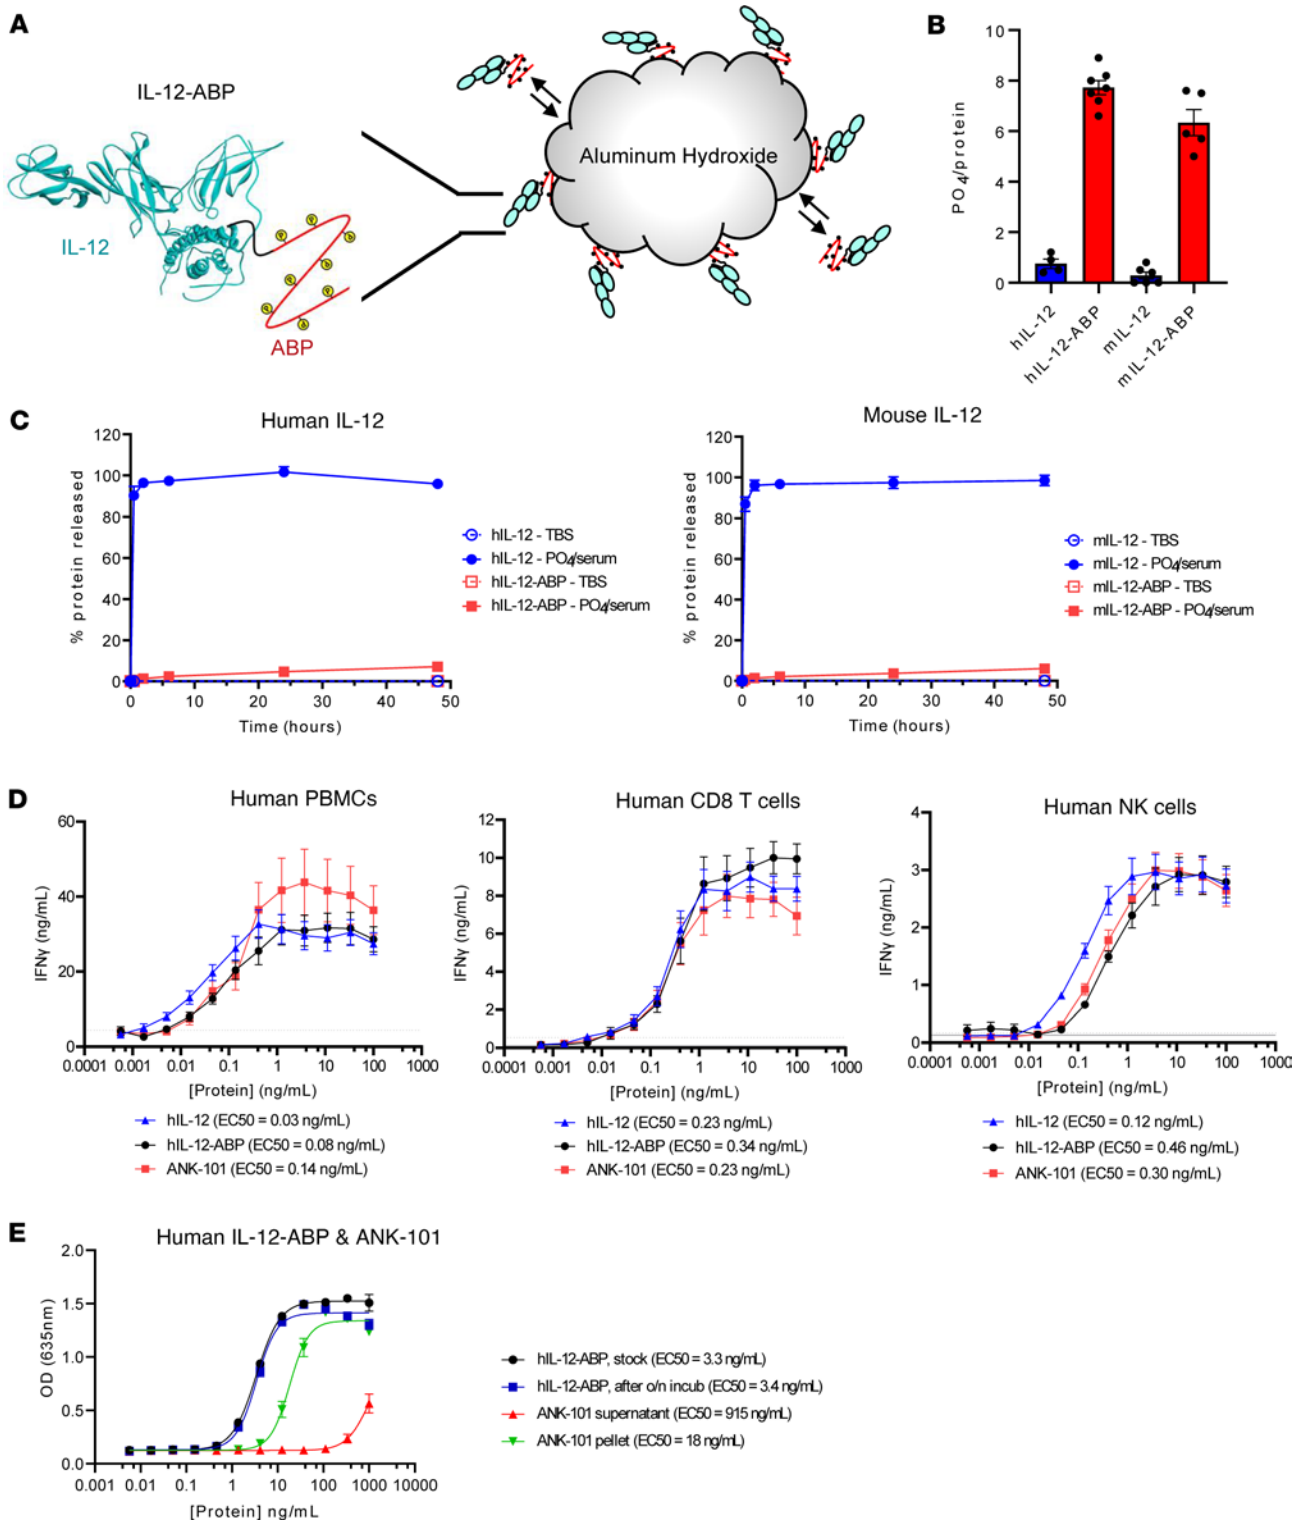 A
IL-12-ABP
IL-12
ABP
Aluminum Hydroxide
B
PO4/protein
10
8
6
4
2
0
hIL-12
hIL-12-ABP
mIL-12
mIL-12-ABP
C
Human IL-12
% protein released
120
100
80
60
40
20
0
0 10 20 30 40 50
Time (hours)
hIL-12 - TBS
hIL-12 - PO4/serum
hIL-12-ABP - TBS
hIL-12-ABP - PO4/serum
Mouse IL-12
% protein released
120
100
80
60
40
20
0
0 10 20 30 40 50
Time (hours)
mIL-12 - TBS
mIL-12 - PO4/serum
mIL-12-ABP - TBS
mIL-12-ABP - PO4/serum
D
Human PBMCs
IFNγ (ng/mL)
60
40
20
0
0.0001 0.001 0.01 0.1 1 10 100 1000
[Protein] (ng/mL)
hIL-12 (EC50 = 0.03 ng/mL)
hIL-12-ABP (EC50 = 0.08 ng/mL)
ANK-101 (EC50 = 0.14 ng/mL)
Human CD8 T cells
IFNγ (ng/mL)
12
10
8
6
4
2
0
0.0001 0.001 0.01 0.1 1 10 100 1000
[Protein] (ng/mL)
hIL-12 (EC50 = 0.23 ng/mL)
hIL-12-ABP (EC50 = 0.34 ng/mL)
ANK-101 (EC50 = 0.23 ng/mL)
Human NK cells
IFNγ (ng/mL)
4
3
2
1
0
0.0001 0.001 0.01 0.1 1 10 100 1000
[Protein] (ng/mL)
hIL-12 (EC50 = 0.12 ng/mL)
hIL-12-ABP (EC50 = 0.46 ng/mL)
ANK-101 (EC50 = 0.30 ng/mL)
E
Human IL-12-ABP & ANK-101
OD (635nm)
2.0
1.5
1.0
0.5
0.0
0.001 0.01 0.1 1 10 100 1000 10000
[Protein] ng/mL
hIL-12-ABP, stock (EC50 = 3.3 ng/mL)
hIL-12-ABP, after o/n incub (EC50 = 3.4 ng/mL)
ANK-101 supernatant (EC50 = 915 ng/mL)
ANK-101 pellet (EC50 = 18 ng/mL)